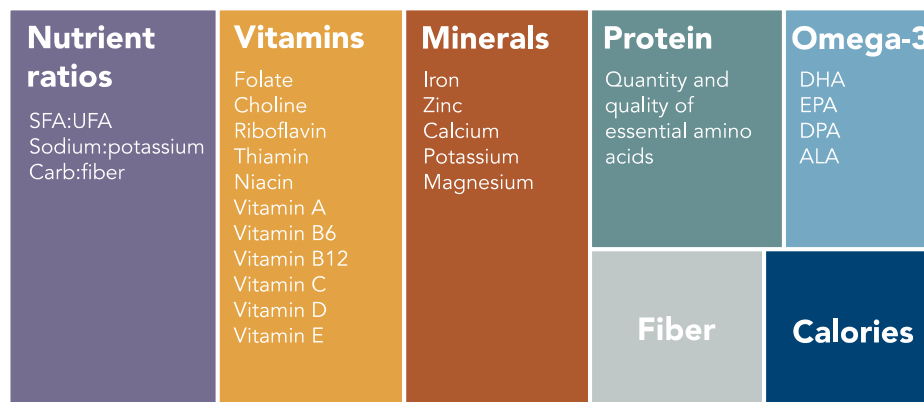 Nutrient
ratios
SFA:UFA
Sodium:potassium
Carb:fiber
Vitamins
Folate
Choline
Riboflavin
Thiamin
Niacin
Vitamin A
Vitamin B6
Vitamin B12
Vitamin C
Vitamin D
Vitamin E
Minerals
Iron
Zinc
Calcium
Potassium
Magnesium
Protein
Quantity and
quality of
essential amino
acids
Omega-3
DHA
EPA
DPA
ALA
Fiber
Calories